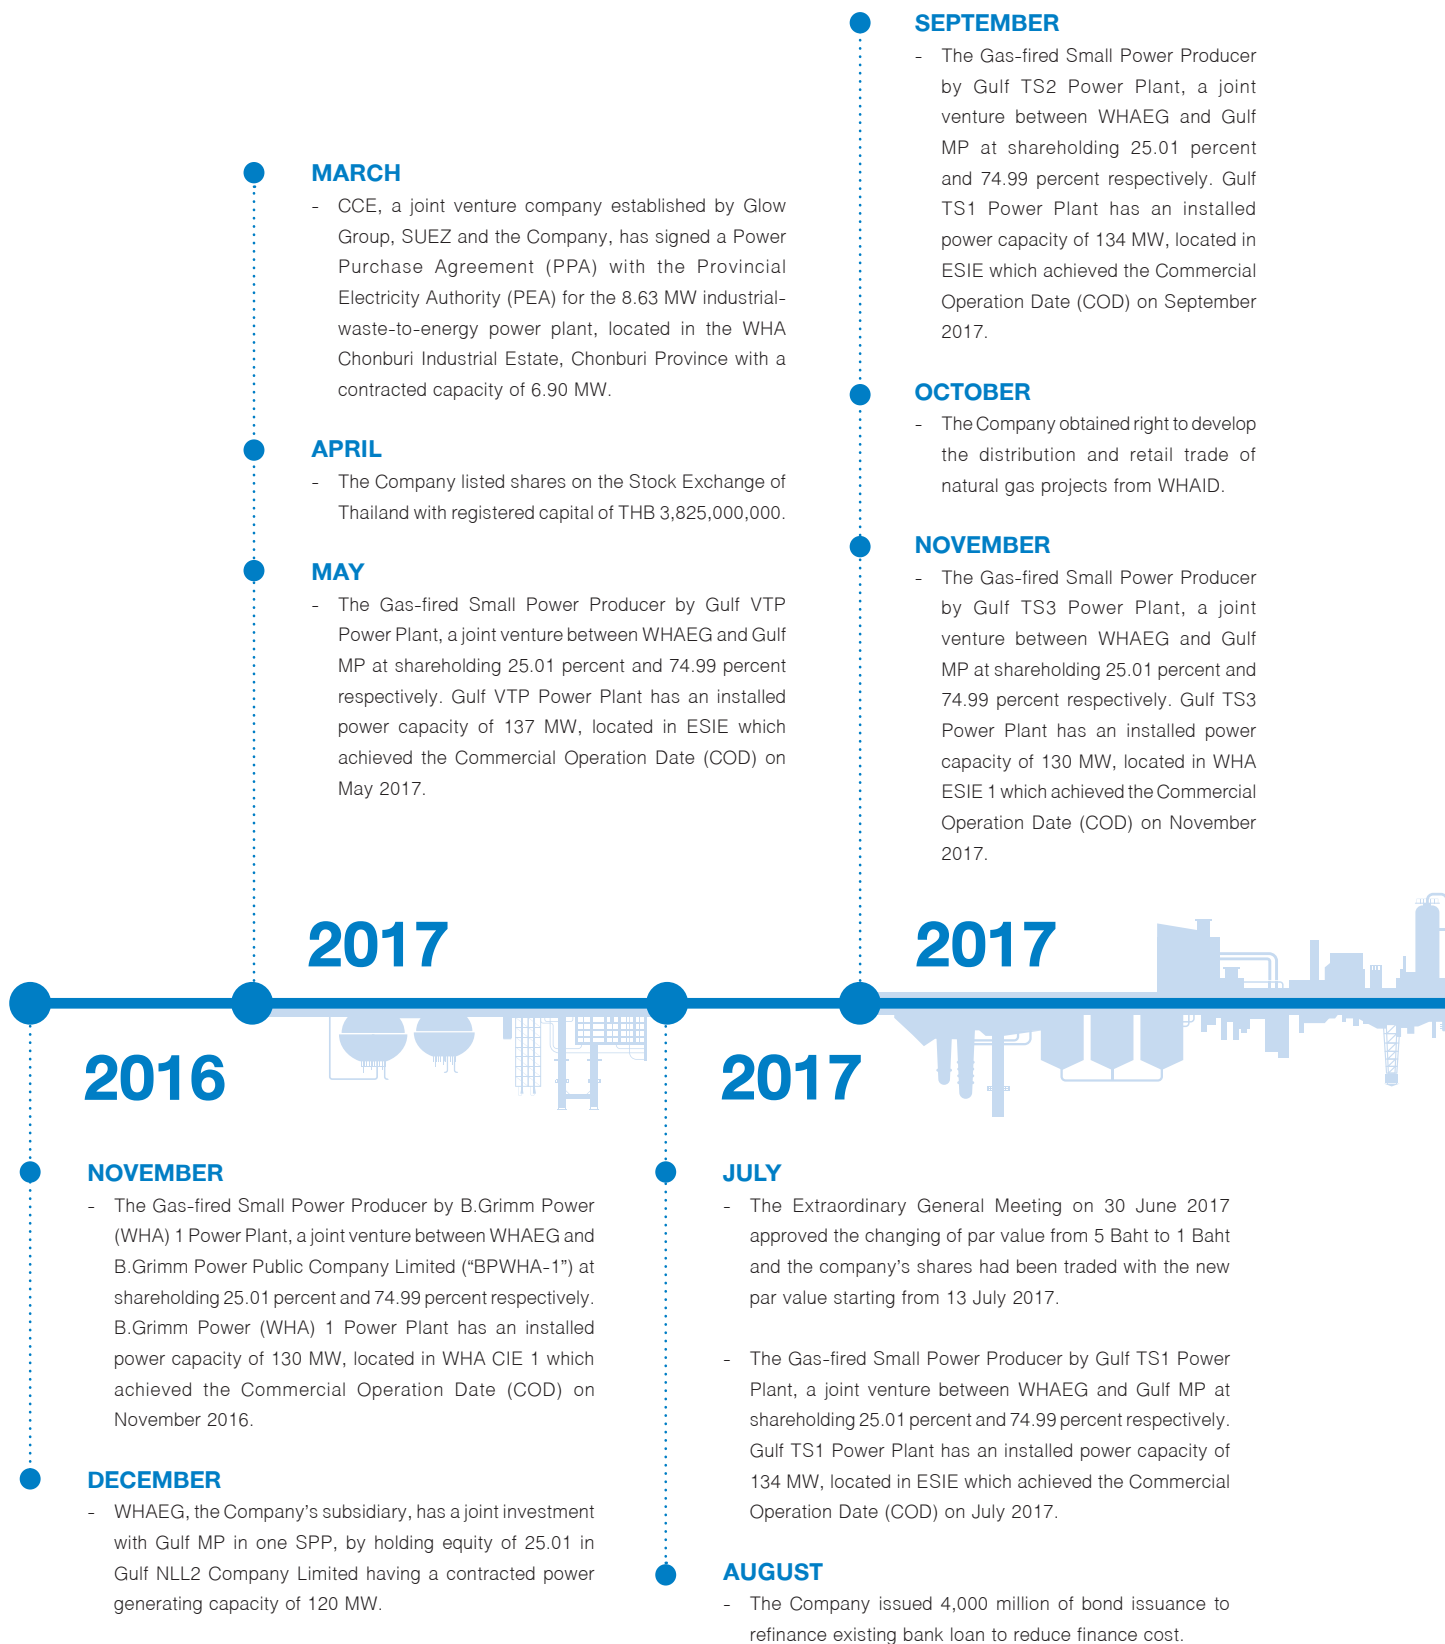 MARCH
- CCE, a joint venture company established by Glow
Group, SUEZ and the Company, has signed a Power
Purchase Agreement (PPA) with the Provincial
Electricity Authority (PEA) for the 8.63 MW industrial-
waste-to-energy power plant, located in the WHA
Chonburi Industrial Estate, Chonburi Province with a
contracted capacity of 6.90 MW.
APRIL
- The Company listed shares on the Stock Exchange of
Thailand with registered capital of THB 3,825,000,000.
MAY
- The Gas-fired Small Power Producer by Gulf VTP
Power Plant, a joint venture between WHAEG and Gulf
MP at shareholding 25.01 percent and 74.99 percent
respectively. Gulf VTP Power Plant has an installed
power capacity of 137 MW, located in ESIE which
achieved the Commercial Operation Date (COD) on
May 2017.
2017
SEPTEMBER
- The Gas-fired Small Power Producer
by Gulf TS2 Power Plant, a joint
venture between WHAEG and Gulf
MP at shareholding 25.01 percent
and 74.99 percent respectively. Gulf
TS1 Power Plant has an installed
power capacity of 134 MW, located in
ESIE which achieved the Commercial
Operation Date (COD) on September
2017.
OCTOBER
- The Company obtained right to develop
the distribution and retail trade of
natural gas projects from WHAID.
NOVEMBER
- The Gas-fired Small Power Producer
by Gulf TS3 Power Plant, a joint
venture between WHAEG and Gulf
MP at shareholding 25.01 percent and
74.99 percent respectively. Gulf TS3
Power Plant has an installed power
capacity of 130 MW, located in WHA
ESIE 1 which achieved the Commercial
Operation Date (COD) on November
2017.
2017
2016
NOVEMBER
- The Gas-fired Small Power Producer by B.Grimm Power
(WHA) 1 Power Plant, a joint venture between WHAEG and
B.Grimm Power Public Company Limited (“BPWHA-1”) at
shareholding 25.01 percent and 74.99 percent respectively.
B.Grimm Power (WHA) 1 Power Plant has an installed
power capacity of 130 MW, located in WHA CIE 1 which
achieved the Commercial Operation Date (COD) on
November 2016.
DECEMBER
- WHAEG, the Company’s subsidiary, has a joint investment
with Gulf MP in one SPP, by holding equity of 25.01 in
Gulf NLL2 Company Limited having a contracted power
generating capacity of 120 MW.
2017
JULY
- The Extraordinary General Meeting on 30 June 2017
approved the changing of par value from 5 Baht to 1 Baht
and the company’s shares had been traded with the new
par value starting from 13 July 2017.
- The Gas-fired Small Power Producer by Gulf TS1 Power
Plant, a joint venture between WHAEG and Gulf MP at
shareholding 25.01 percent and 74.99 percent respectively.
Gulf TS1 Power Plant has an installed power capacity of
134 MW, located in ESIE which achieved the Commercial
Operation Date (COD) on July 2017.
AUGUST
- The Company issued 4,000 million of bond issuance to
refinance existing bank loan to reduce finance cost.